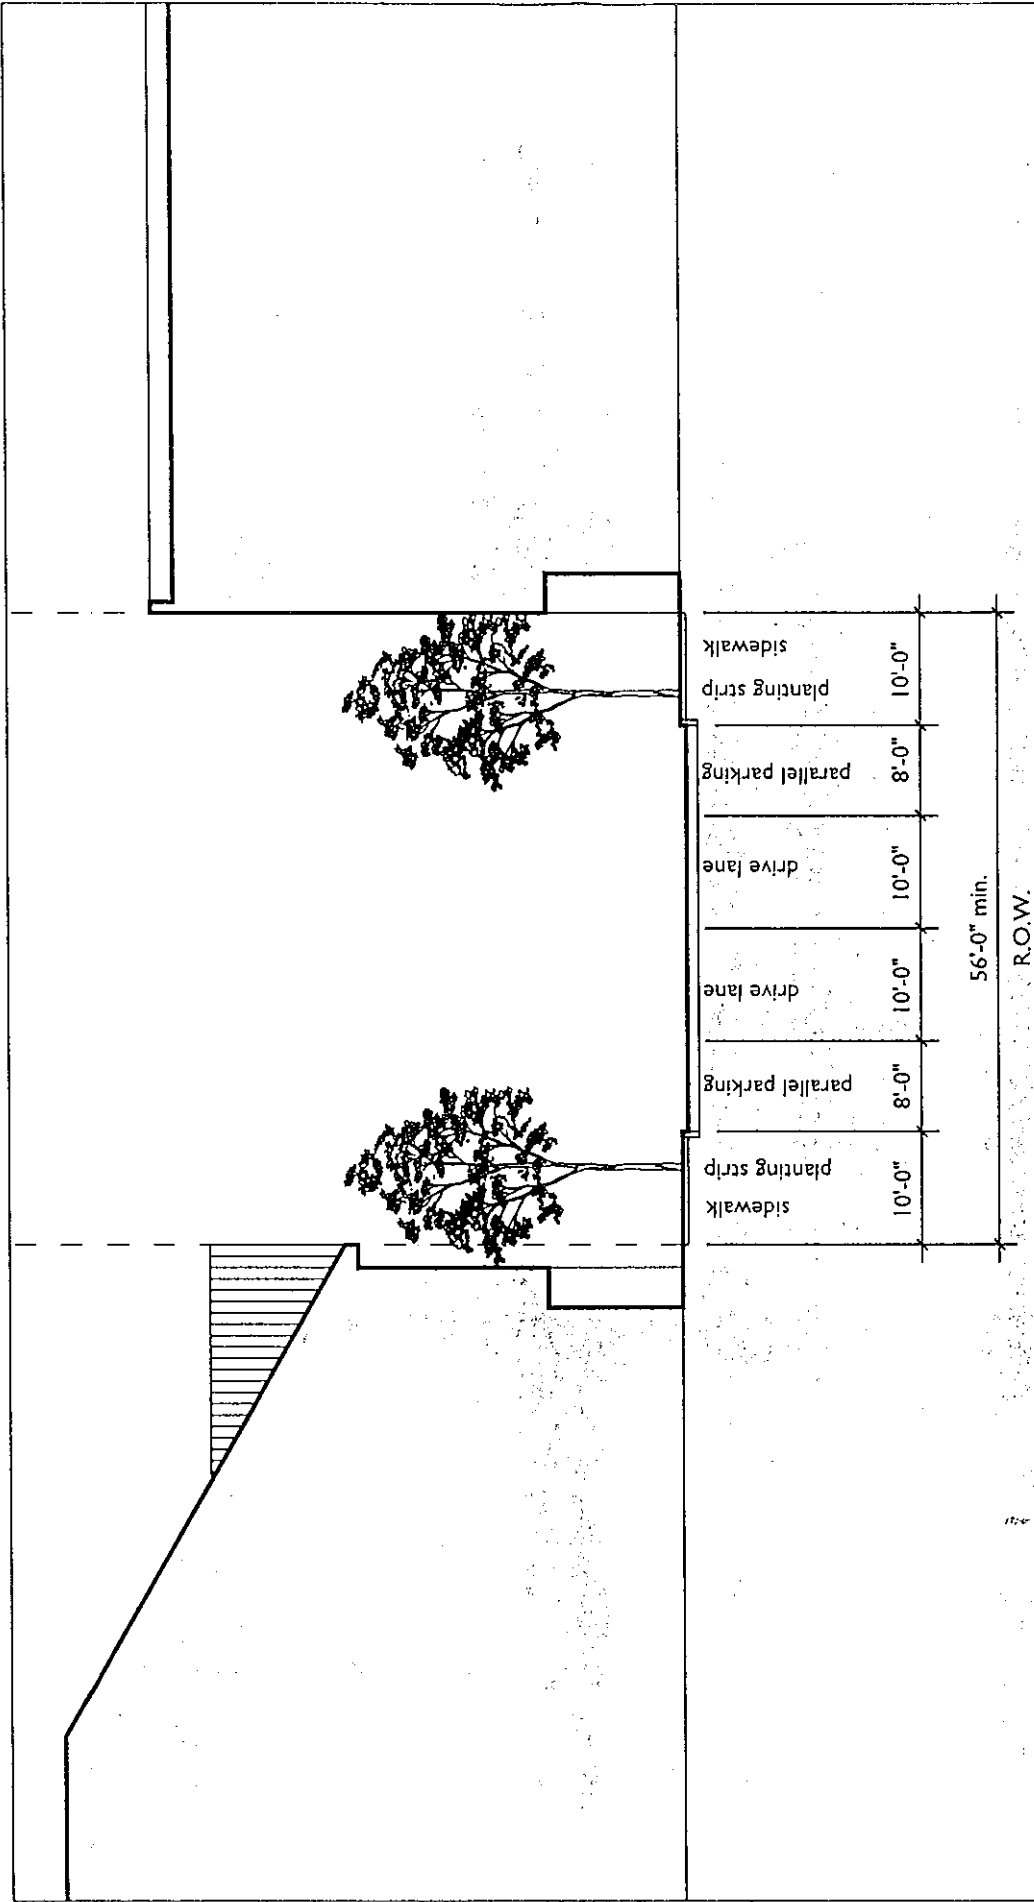 sidewalk
planting strip
parallel parking
drive lane
drive lane
parallel parking
planting strip
sidewalk
10'-0"
8'-0"
10'-0"
10'-0"
8'-0"
10'-0"
56'-0" min.
R.O.W.